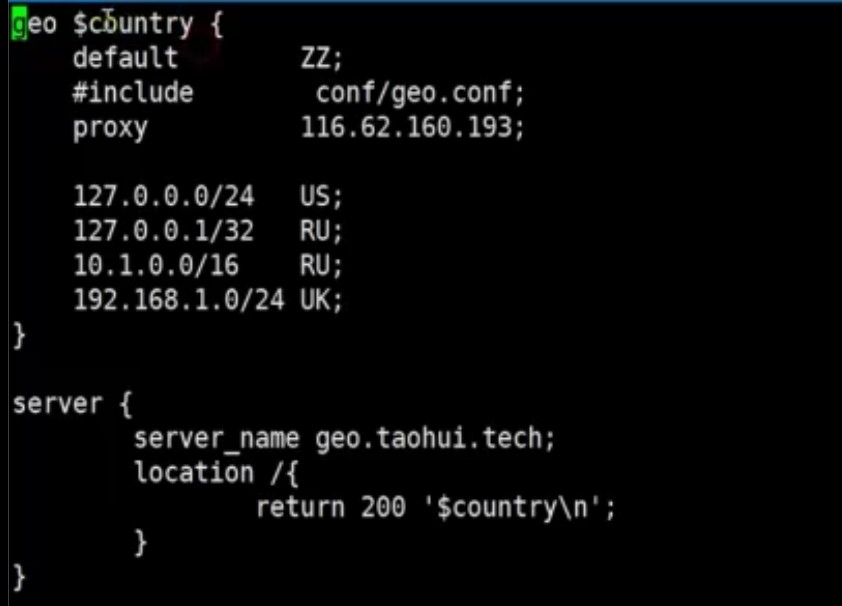 geo $country {
    default        ZZ;
    #include        conf/geo.conf;
    proxy          116.62.160.193;

    127.0.0.0/24   US;
    127.0.0.1/32   RU;
    10.1.0.0/16    RU;
    192.168.1.0/24 UK;
}

server {
        server_name geo.taohui.tech;
        location /{
                return 200 '$country\n';
        }
}